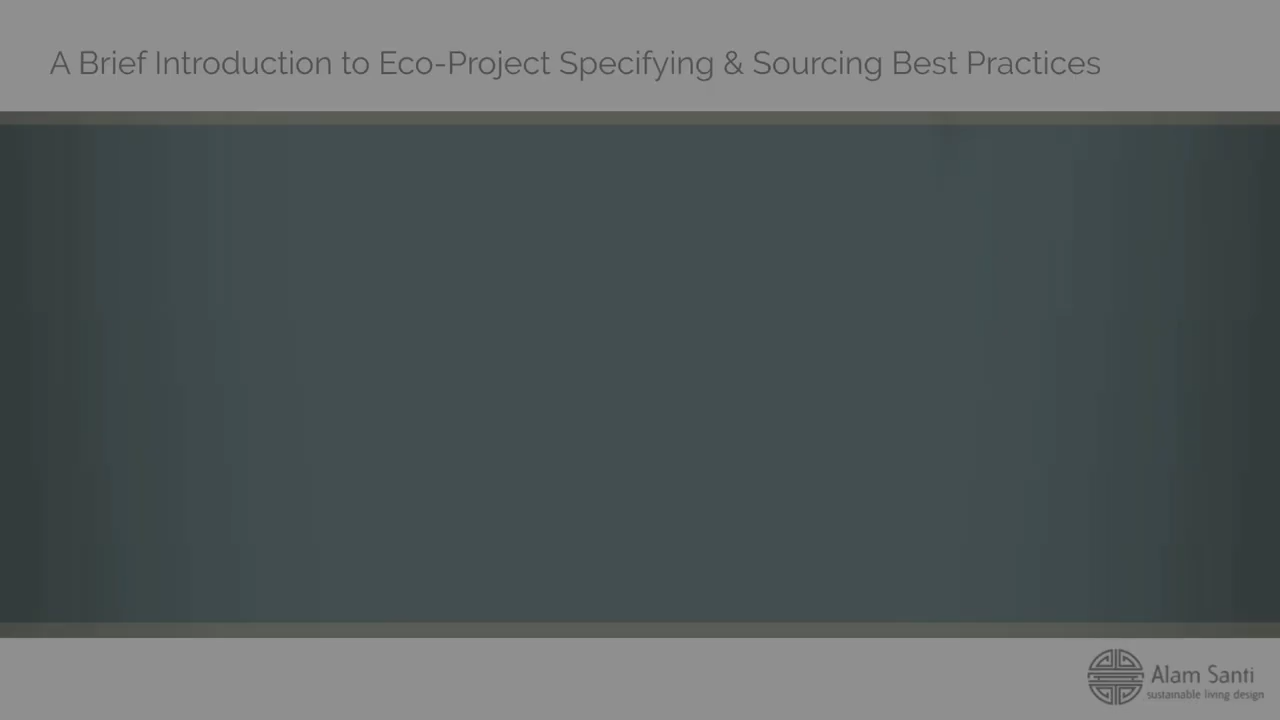 A Brief Introduction to Eco-Project Specifying & Sourcing Best Practices
Alam Santi
sustainable living design